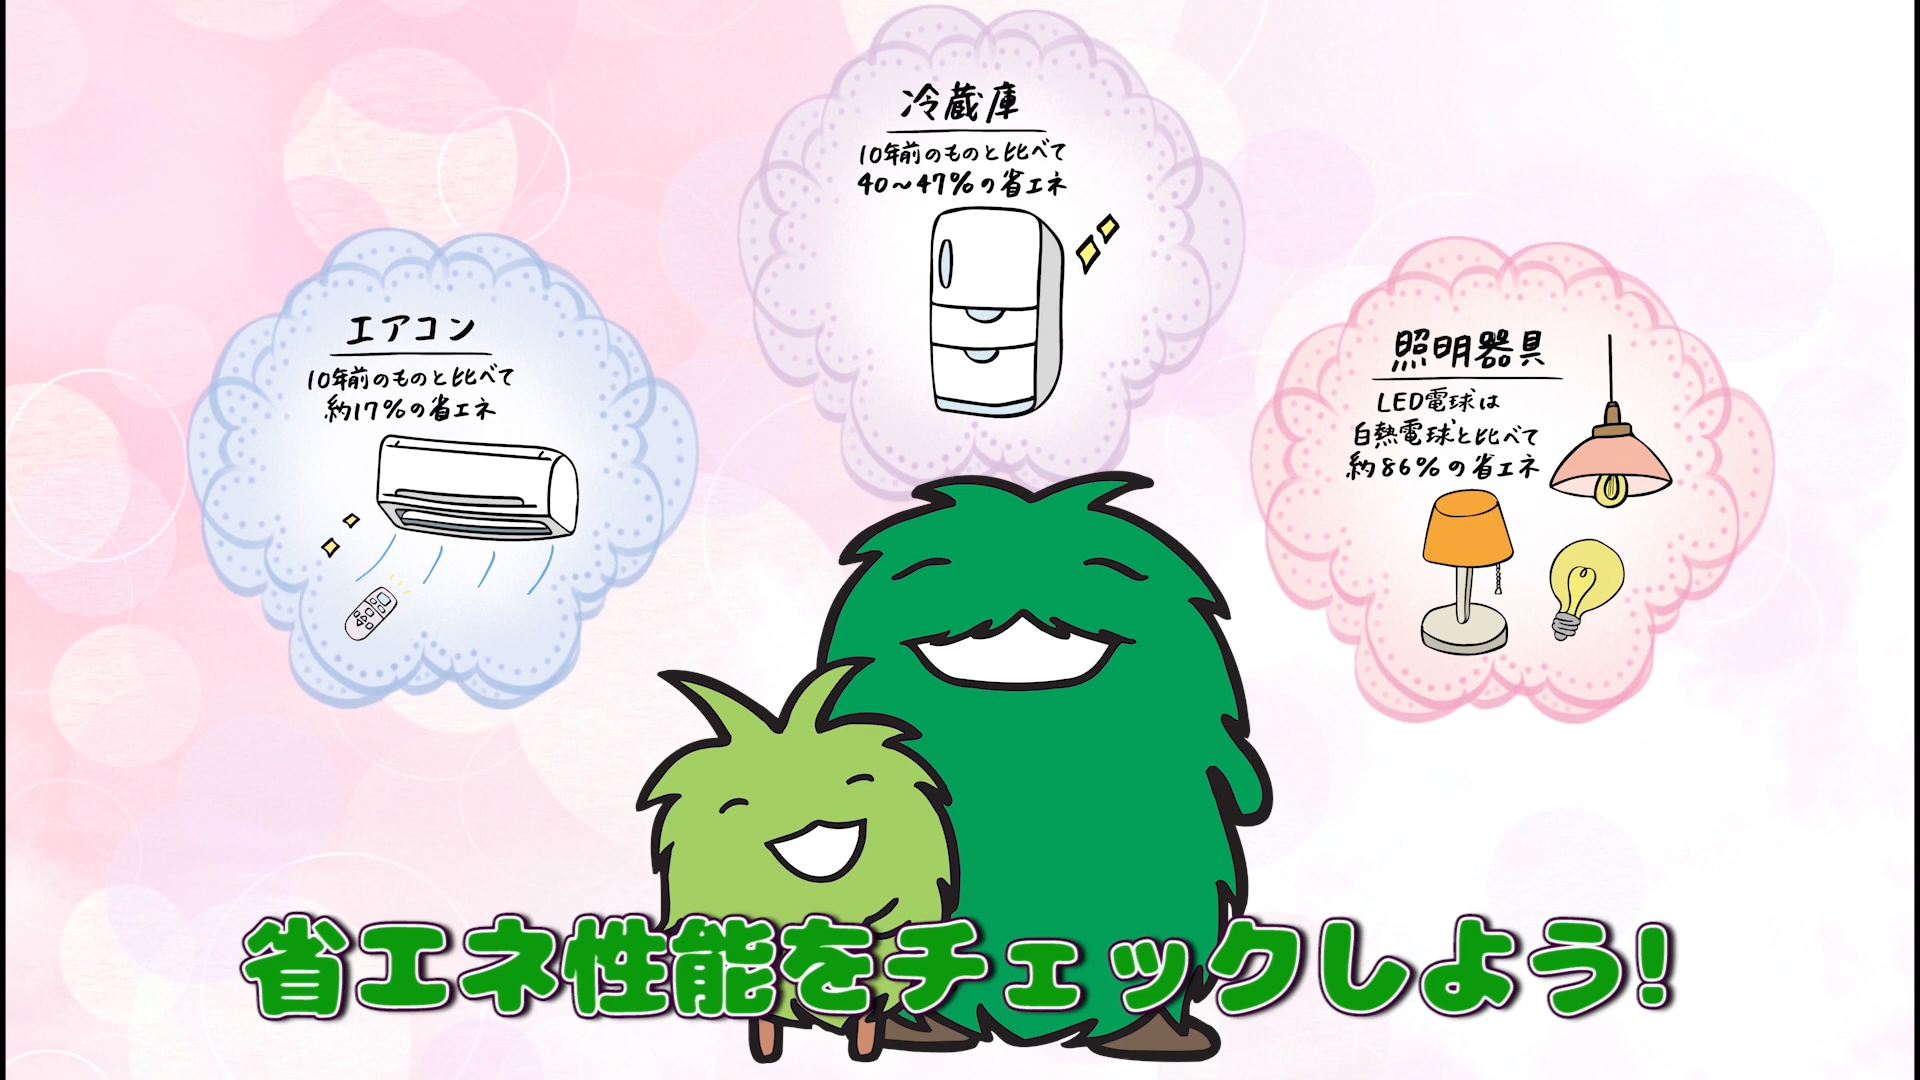 冷蔵庫
10年前のものと比べて
40~47%の省エネ
エアコン
10年前のものと比べて
約17%の省エネ
照明器具
LED電球は
白熱電球と比べて
約86%の省エネ
省エネ性能をチェックしよう!